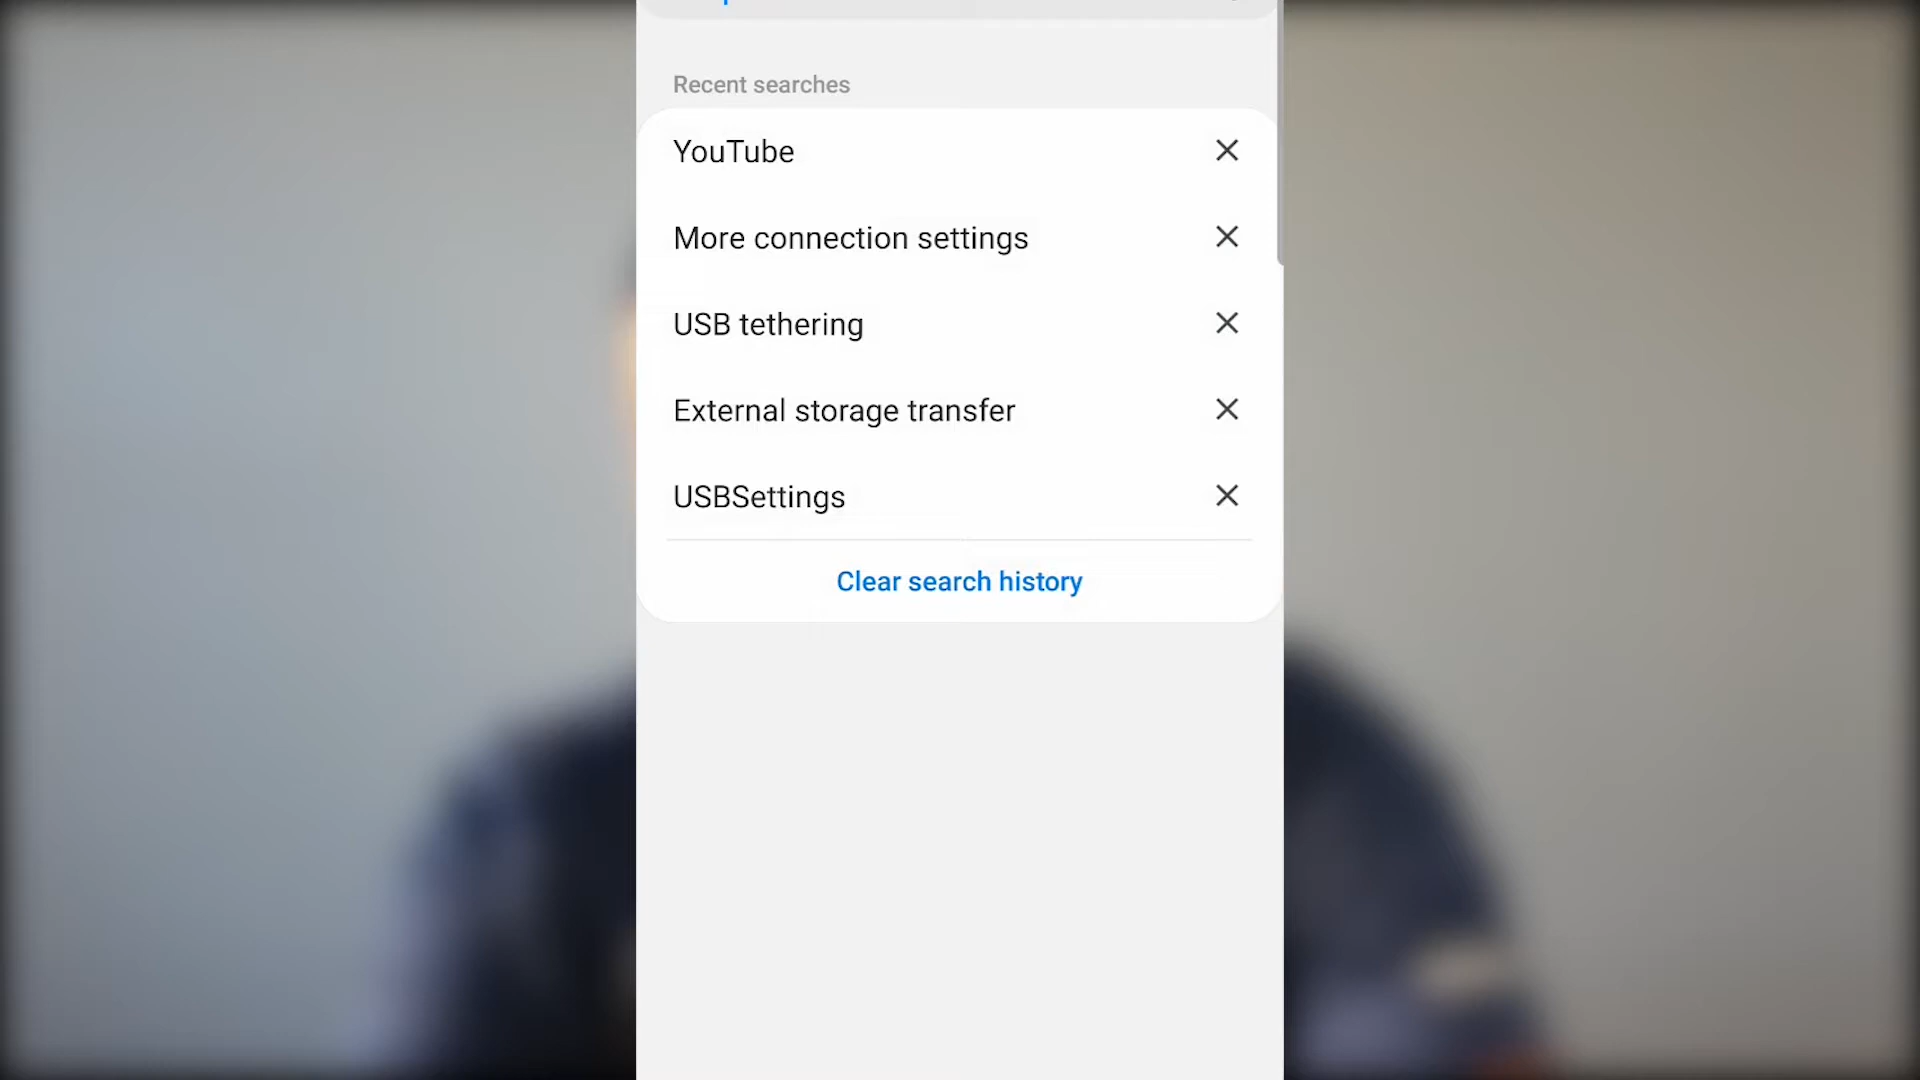 Recent searches
YouTube
More connection settings
USB tethering
External storage transfer
USBSettings
Clear search history